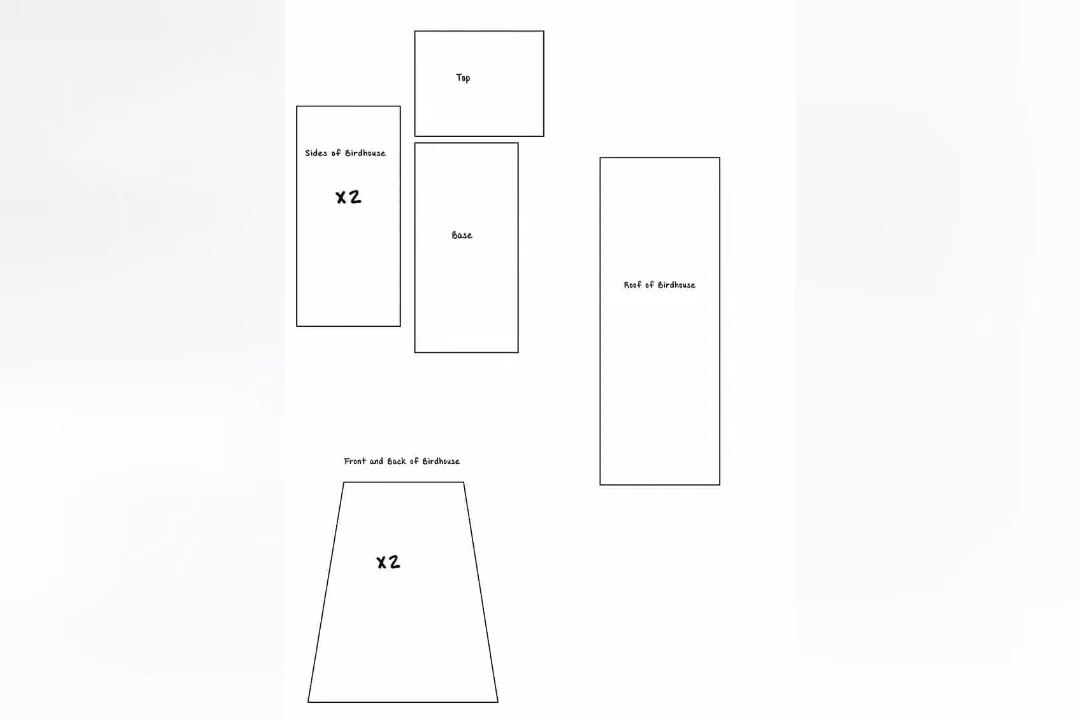 Top
Sides of Birdhouse
X2
Base
Roof of Birdhouse
Front and Back of Birdhouse
X2